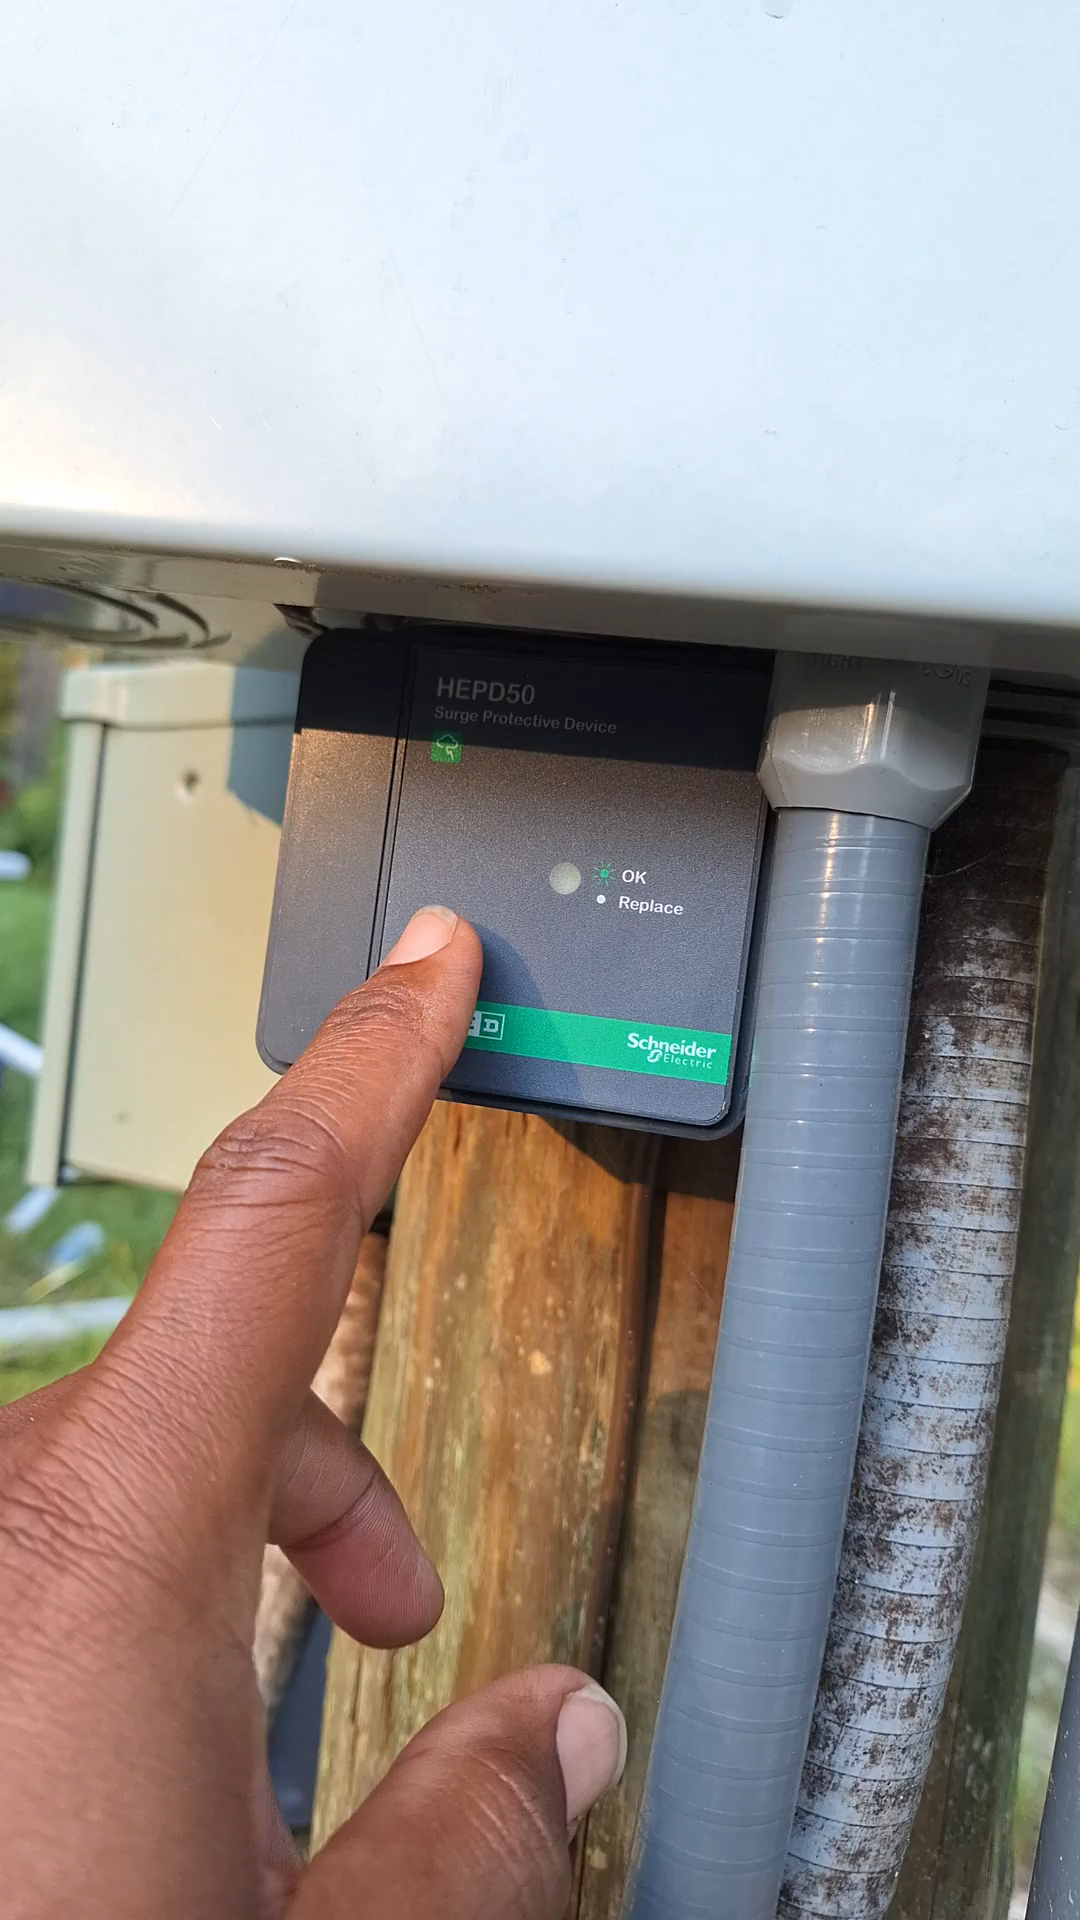 HEPD50
Surge Protective Device
OK
Replace
D
Schneider
Electric